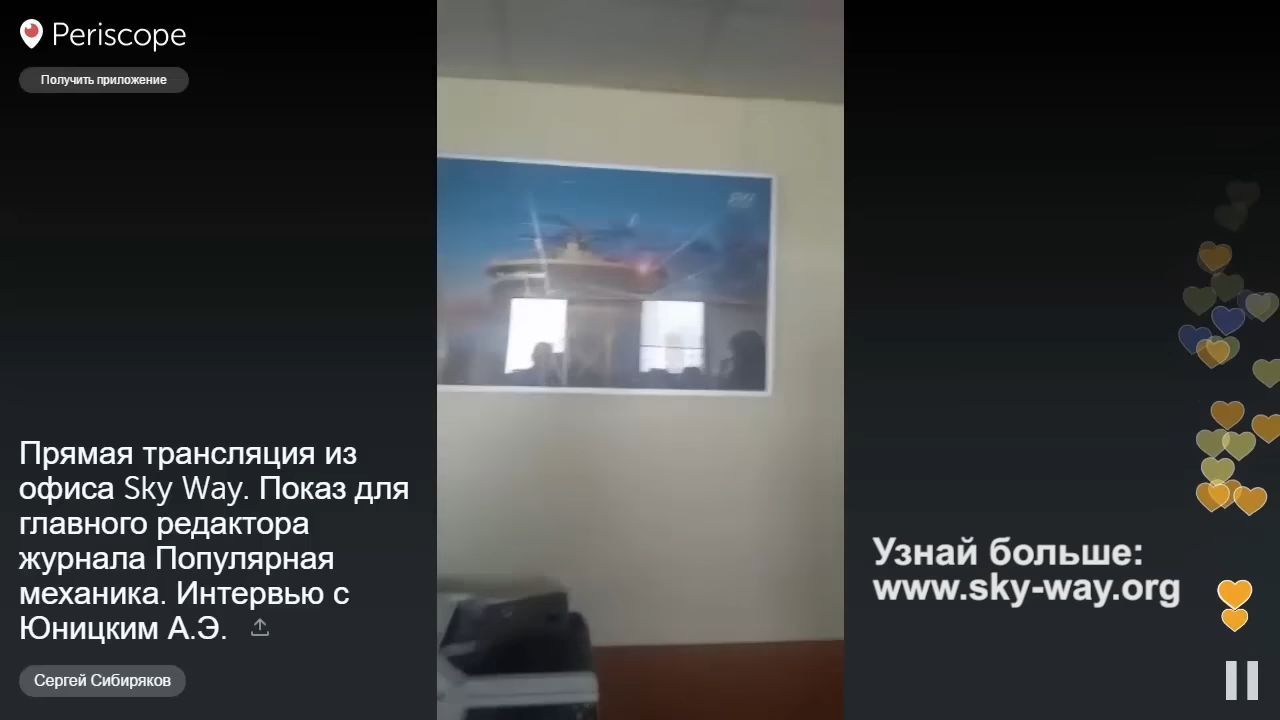 Periscope
Получить приложение
Прямая трансляция из
офиса Sky Way. Показ для
главного редактора
журнала Популярная
механика. Интервью с
Юницким А.Э.
Сергей Сибиряков
Узнай больше:
www.sky-way.org